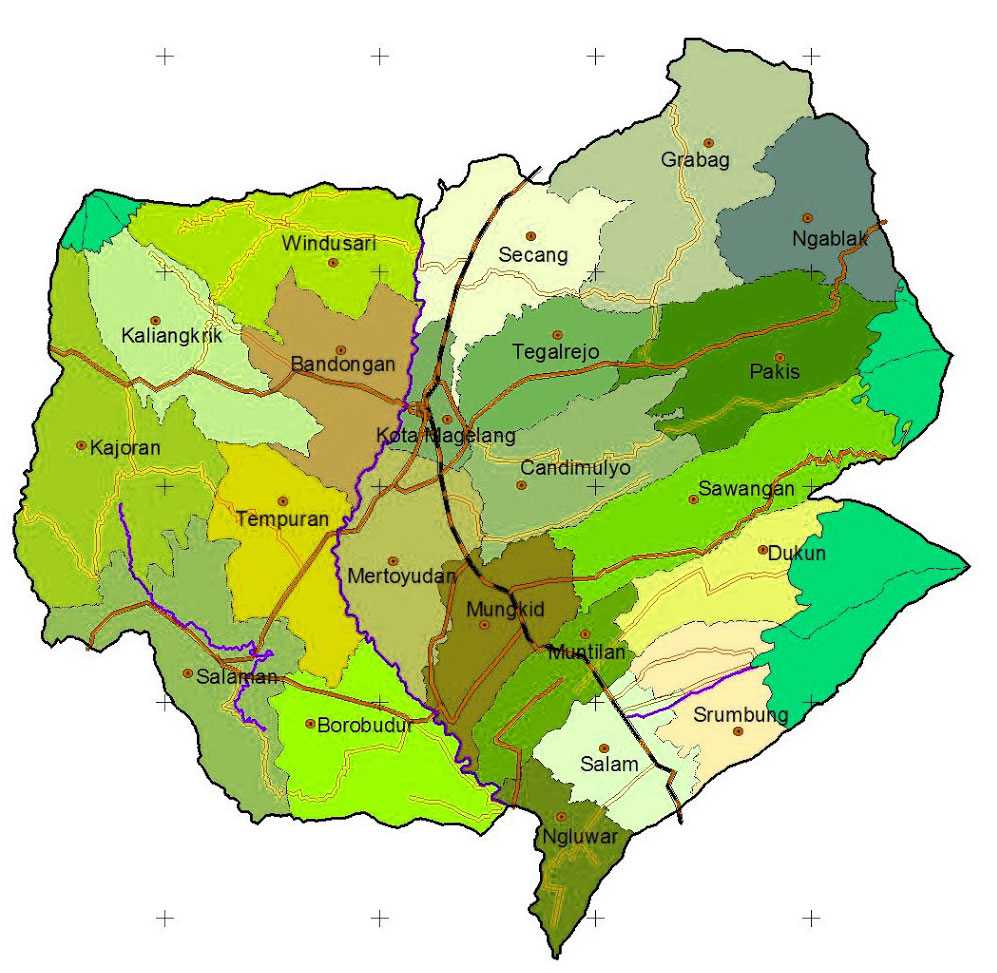 Grabag
Ngablak
Windusari
Secang
Kaliangkrik
Bandongan
Tegalrejo
Pakis
Kajoran
Kota Magelang
Candimulyo
Sawangan
Tempuran
Dukun
Mertoyudan
Mungkid
Muntilan
Salaman
Borobudur
Srumbung
Salam
Ngluwar